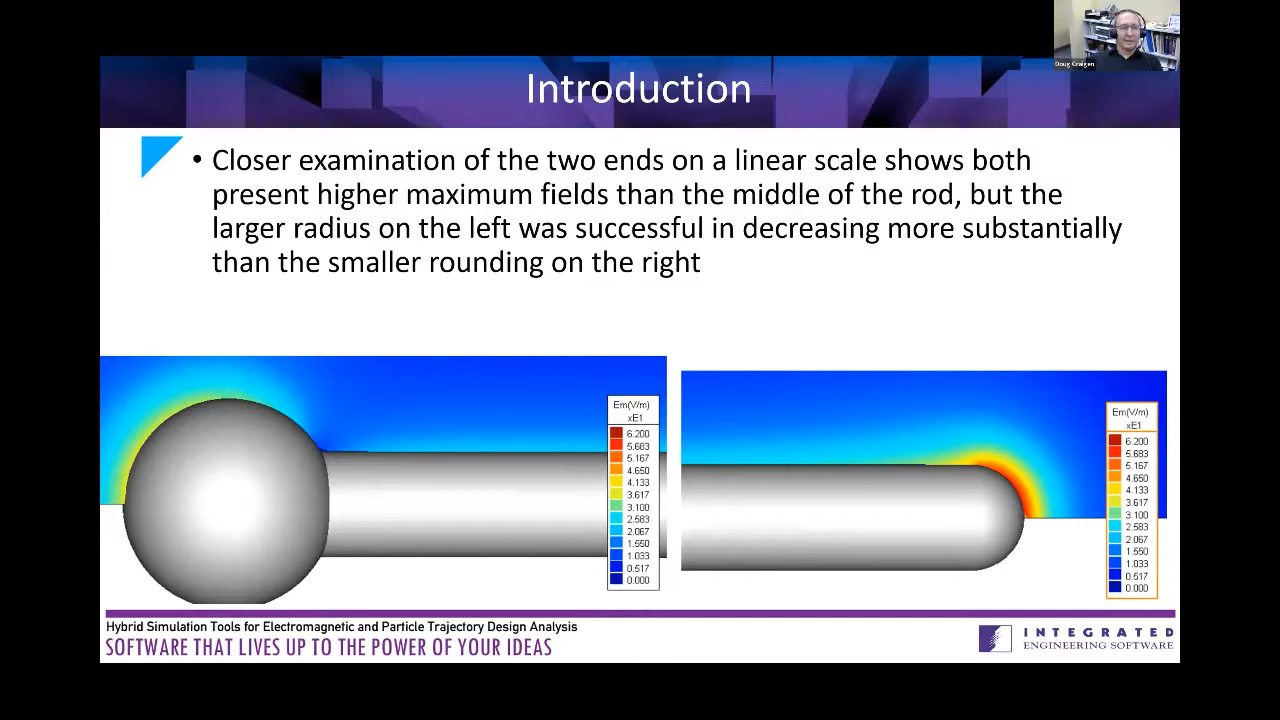 Doug Craigen
Introduction
• Closer examination of the two ends on a linear scale shows both
present higher maximum fields than the middle of the rod, but the
larger radius on the left was successful in decreasing more substantially
than the smaller rounding on the right
Em(V/m)
xE1
6.200
5.683
5.167
4.650
4.133
3.617
3.100
2.583
2.067
1.550
1.033
0.517
0.000
Em(V/m)
xE1
6.200
5.683
5.167
4.650
4.133
3.617
3.100
2.583
2.067
1.550
1.033
0.517
0.000
Hybrid Simulation Tools for Electromagnetic and Particle Trajectory Design Analysis
SOFTWARE THAT LIVES UP TO THE POWER OF YOUR IDEAS
INTEGRATED
ENGINEERING SOFTWARE